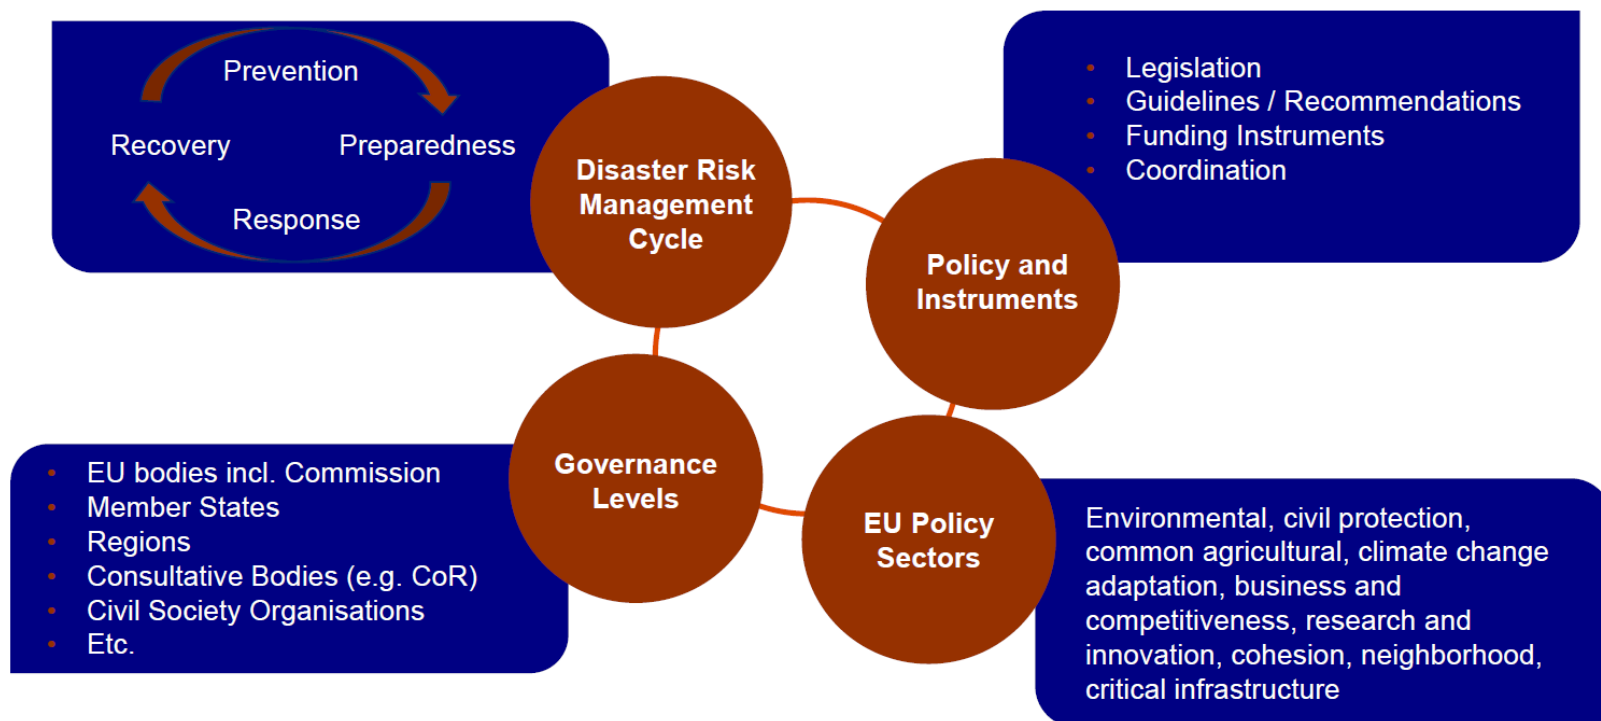 Prevention
Recovery
Preparedness
Response
Disaster Risk
Management
Cycle
• Legislation
• Guidelines / Recommendations
• Funding Instruments
• Coordination
Policy and
Instruments
Governance
Levels
• EU bodies incl. Commission
• Member States
• Regions
• Consultative Bodies (e.g. CoR)
• Civil Society Organisations
• Etc.
EU Policy
Sectors
Environmental, civil protection,
common agricultural, climate change
adaptation, business and
competitiveness, research and
innovation, cohesion, neighborhood,
critical infrastructure